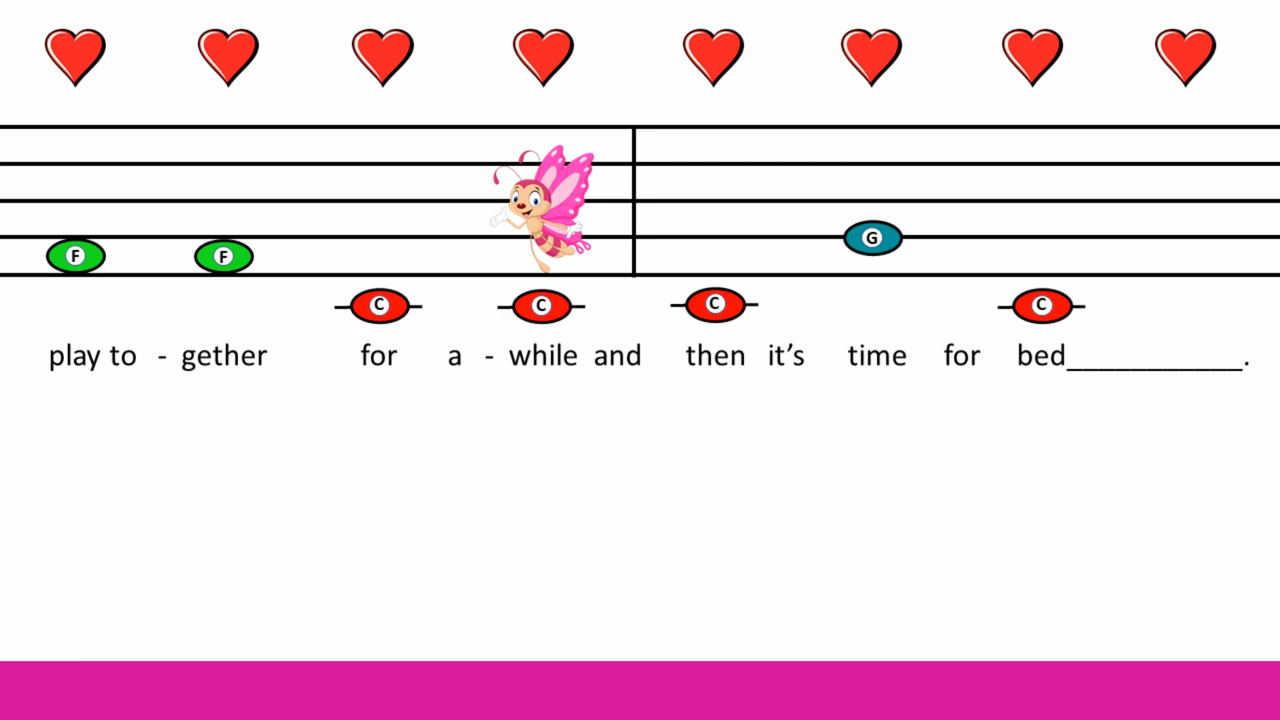 F F G
C C C C
play to - gether for a - while and then it’s time for bed___________.